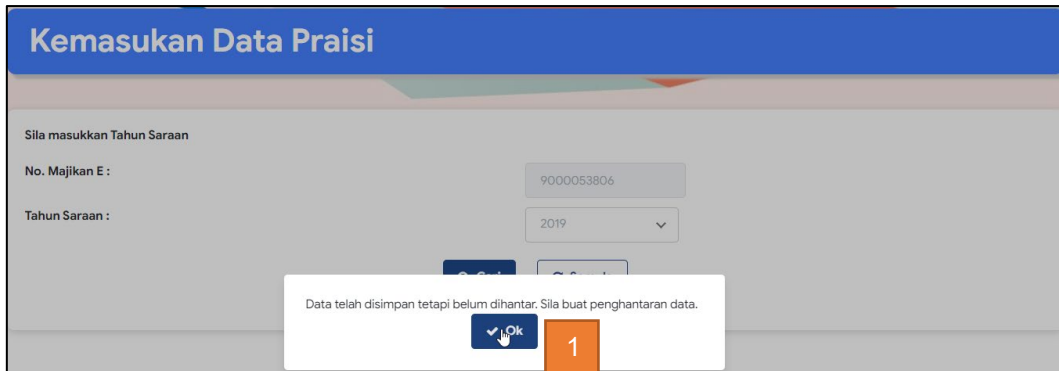 Kemasukan Data Praisi
Sila masukkan Tahun Saraan
No. Majikan E :
9000053806
Tahun Saraan :
2019
Data telah disimpan tetapi belum dihantar. Sila buat penghantaran data.
Ok
1